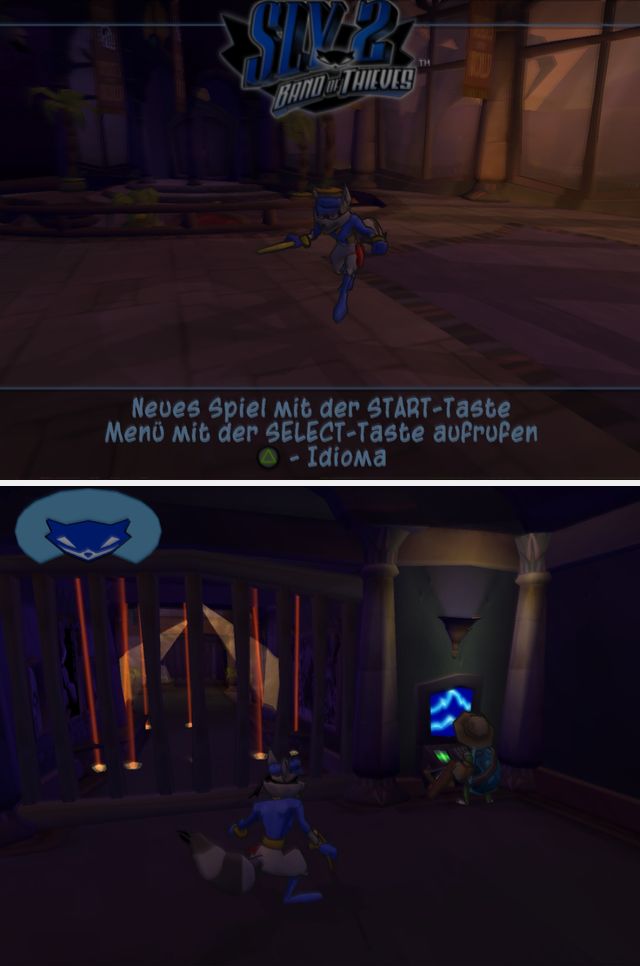 SLY 2
BAND OF THIEVES
TM
Neues Spiel mit der START-Taste
Menü mit der SELECT-Taste aufrufen
- Idioma